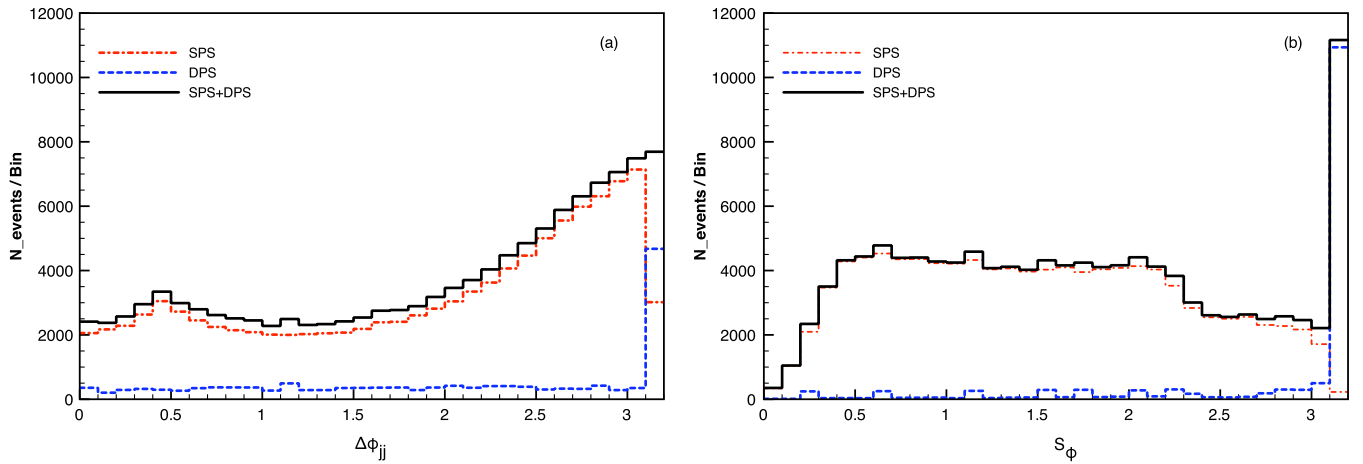 (a)
SPS
DPS
SPS+DPS
N_events / Bin
12000
10000
8000
6000
4000
2000
0
0 0.5 1 1.5 2 2.5 3
Δϕjj
(b)
SPS
DPS
SPS+DPS
N_events / Bin
12000
10000
8000
6000
4000
2000
0
0 0.5 1 1.5 2 2.5 3
Sϕ